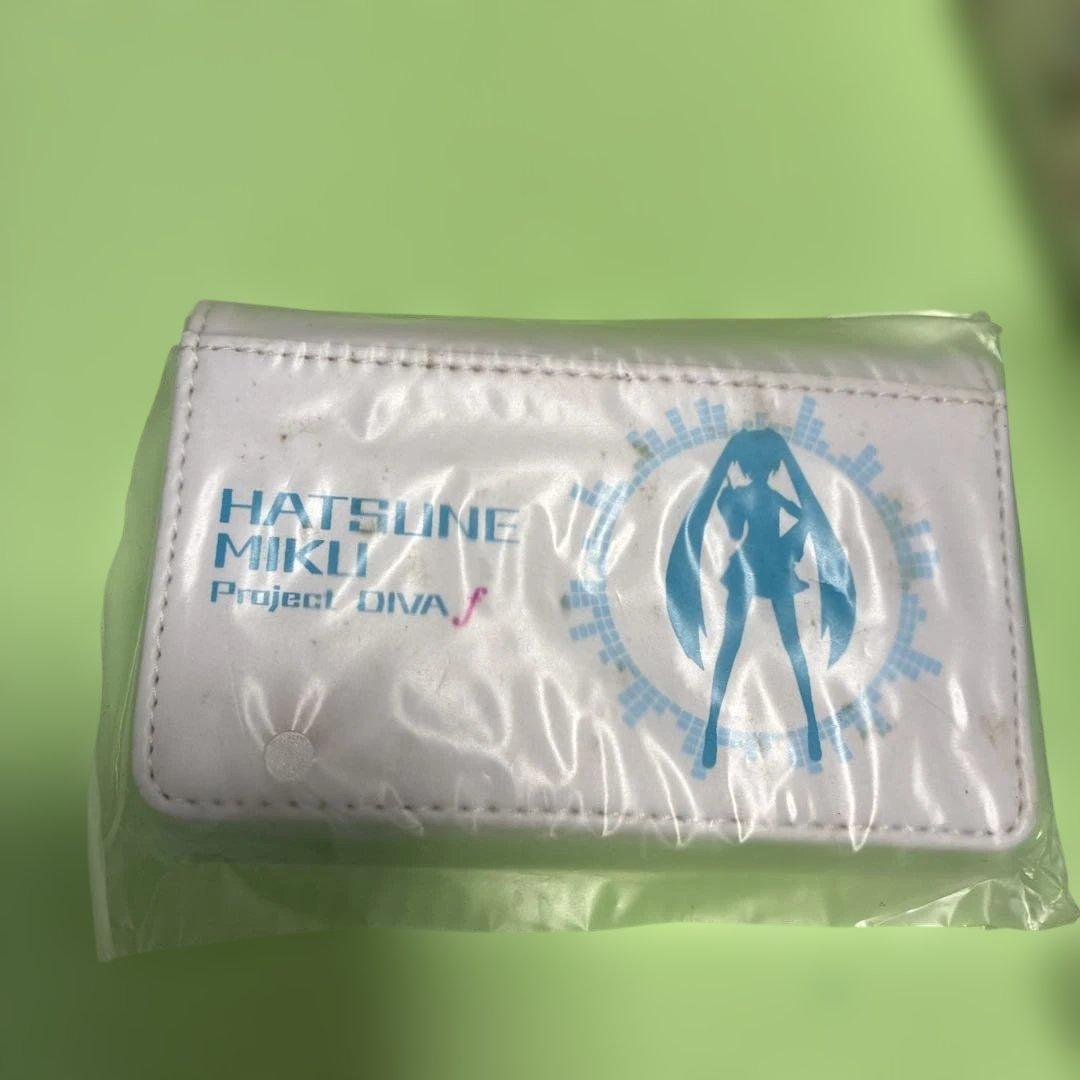 HATSUNE
MIKU
Project DIVA f